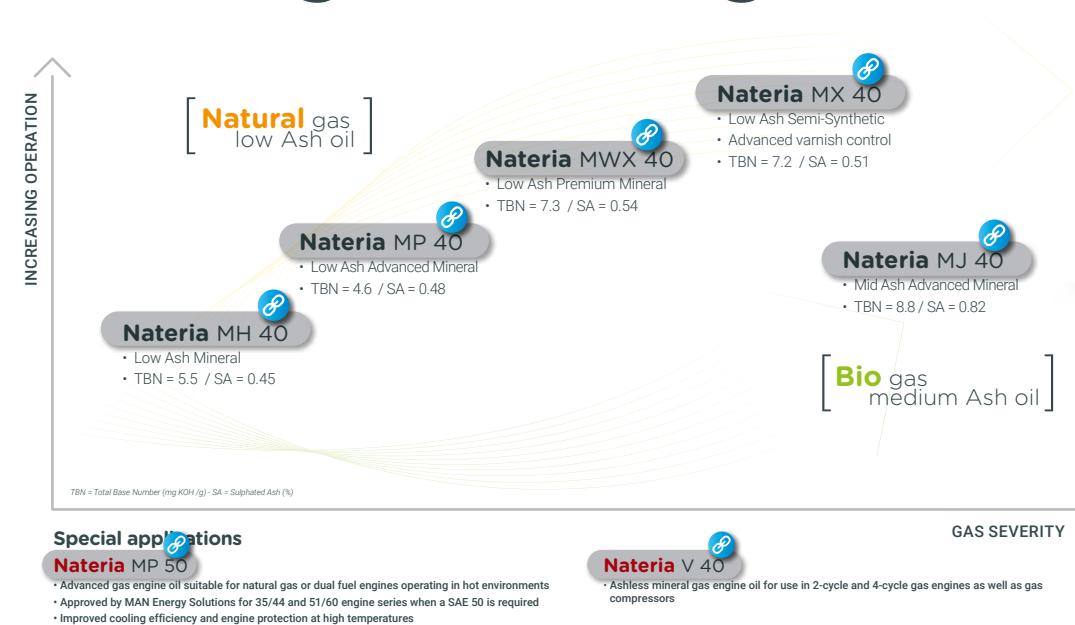 INCREASING OPERATION
Natural gas
low Ash oil
Nateria MX 40
• Low Ash Semi-Synthetic
• Advanced varnish control
• TBN = 7.2 / SA = 0.51
Nateria MWX 40
• Low Ash Premium Mineral
• TBN = 7.3 / SA = 0.54
Nateria MP 40
• Low Ash Advanced Mineral
• TBN = 4.6 / SA = 0.48
Nateria MJ 40
• Mid Ash Advanced Mineral
• TBN = 8.8 / SA = 0.82
Nateria MH 40
• Low Ash Mineral
• TBN = 5.5 / SA = 0.45
Bio gas
medium Ash oil
TBN = Total Base Number (mg KOH /g) - SA = Sulphated Ash (%)
GAS SEVERITY
Special applications
Nateria MP 50
• Advanced gas engine oil suitable for natural gas or dual fuel engines operating in hot environments
• Approved by MAN Energy Solutions for 35/44 and 51/60 engine series when a SAE 50 is required
• Improved cooling efficiency and engine protection at high temperatures
Nateria V 40
• Ashless mineral gas engine oil for use in 2-cycle and 4-cycle gas engines as well as gas
compressors